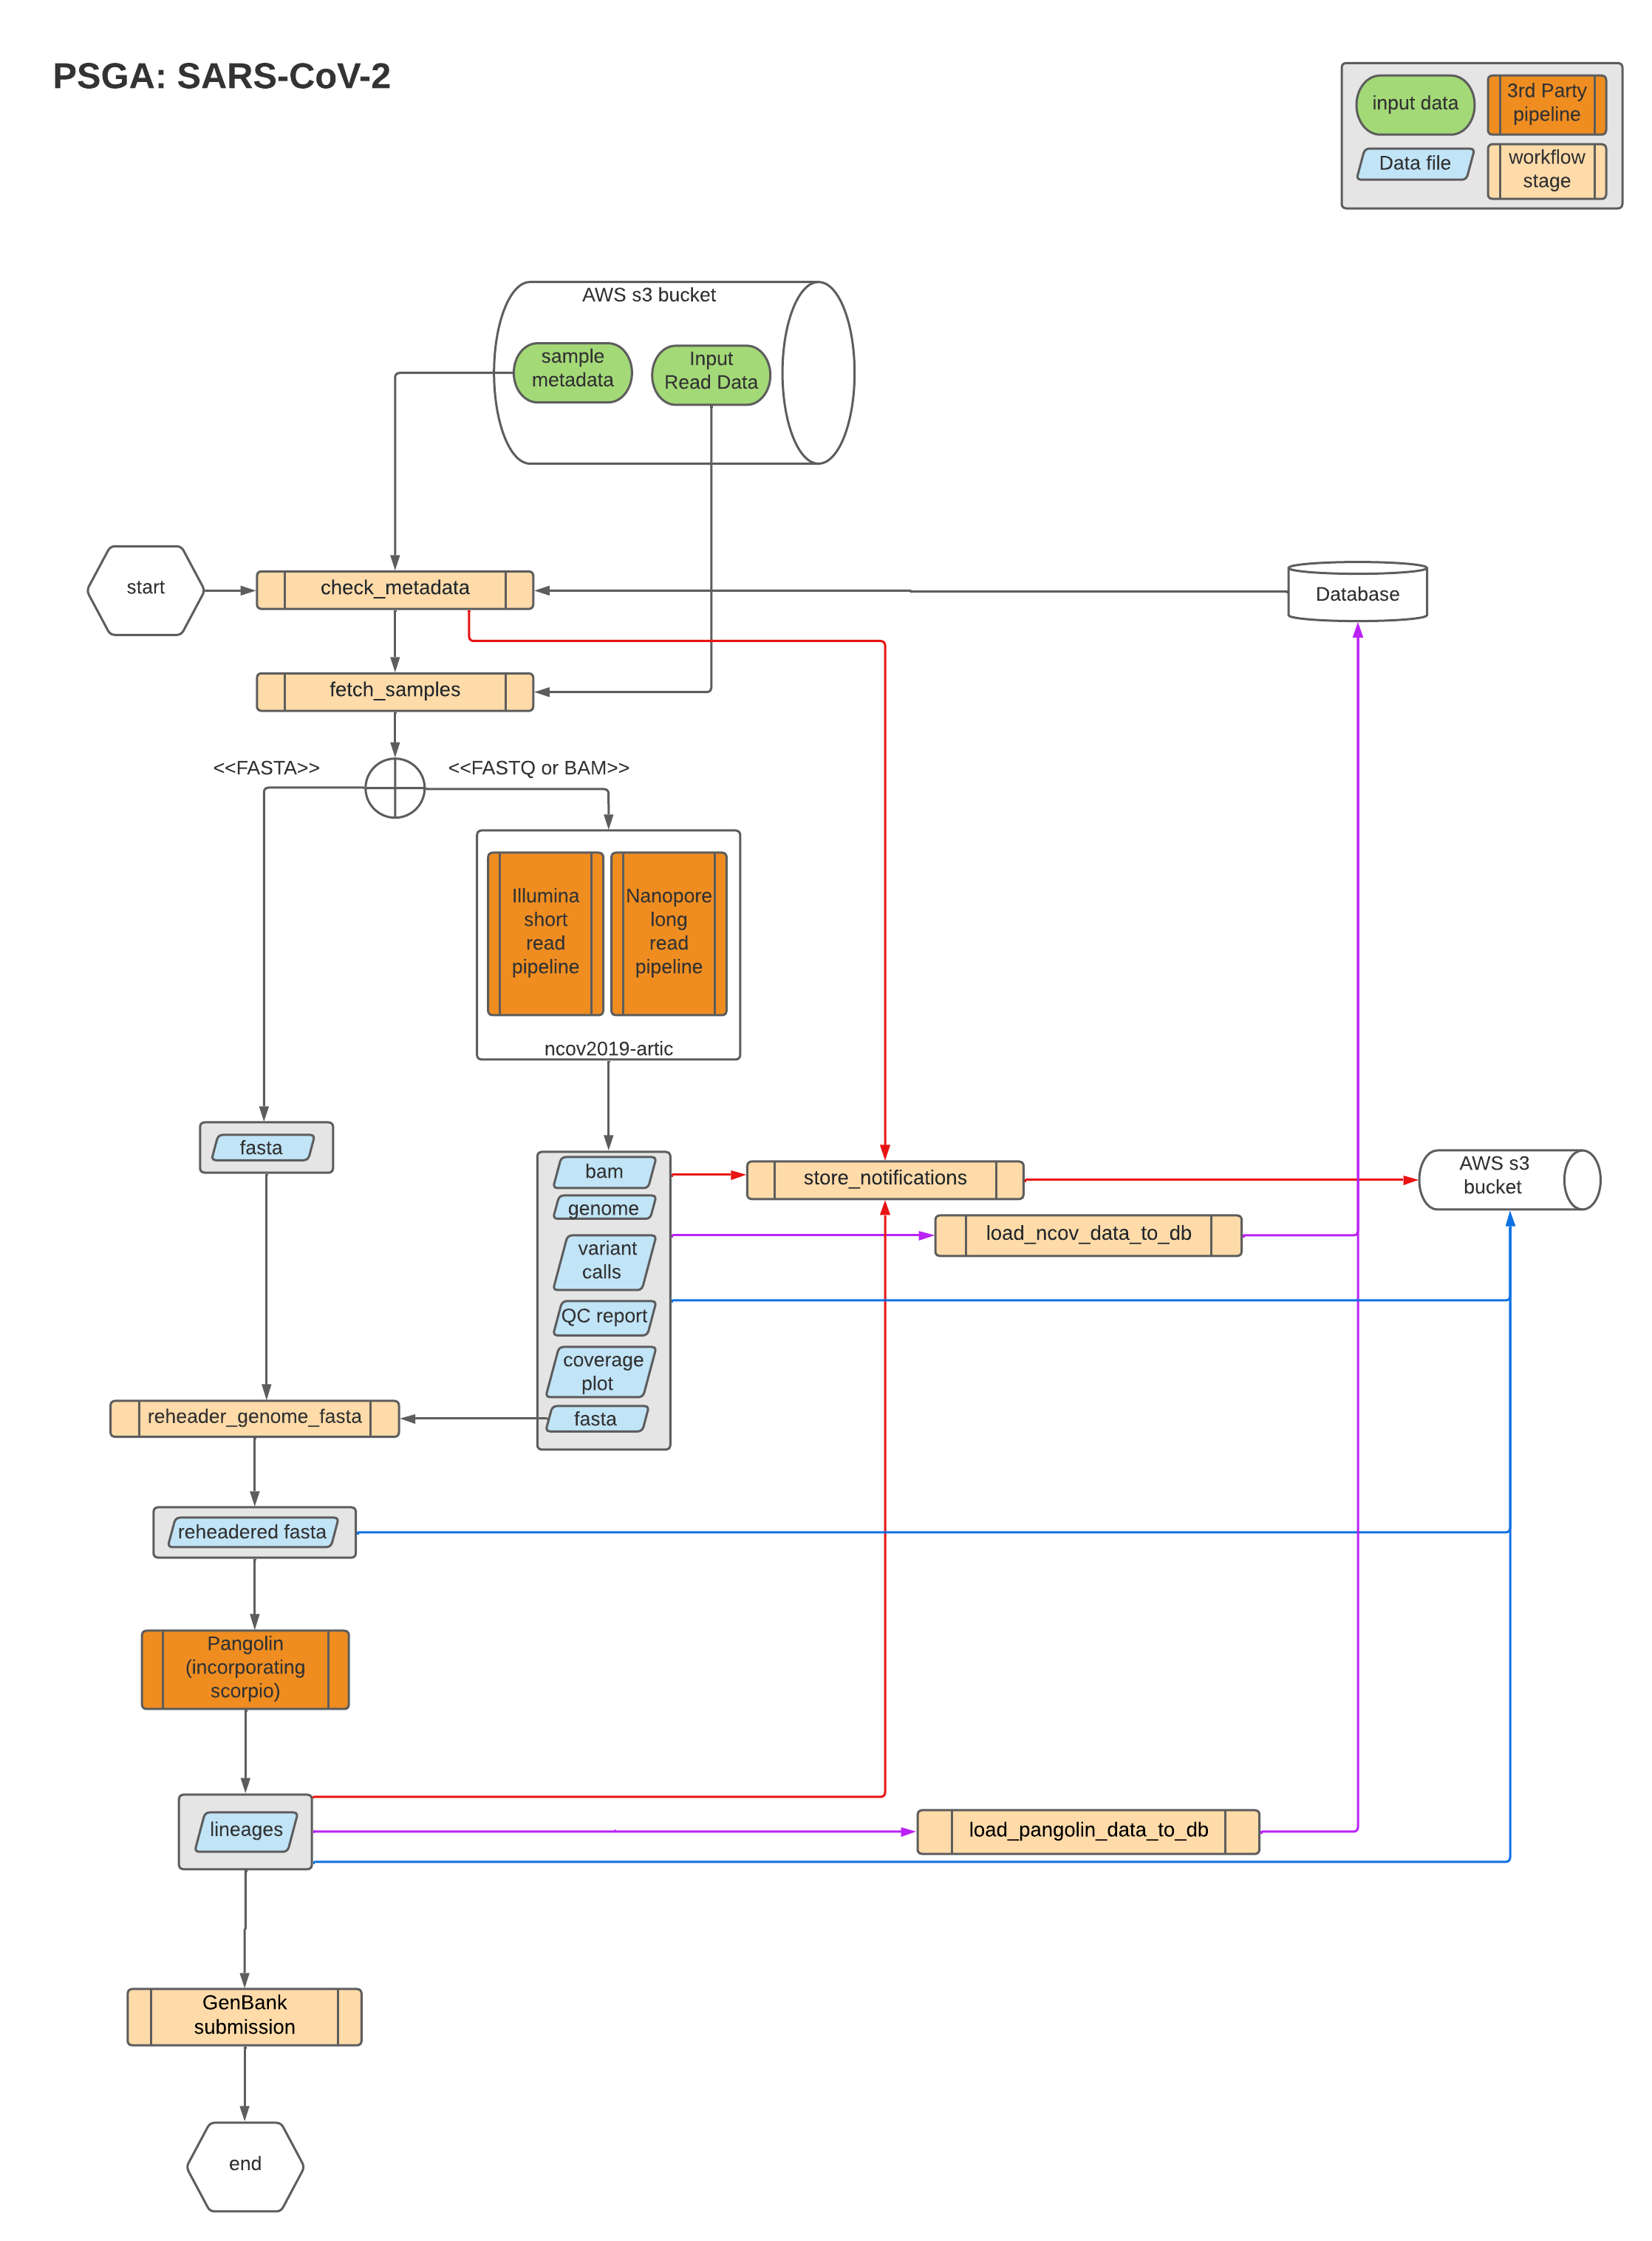 PSGA: SARS-CoV-2
input data
3rd Party
pipeline
Data file
workflow
stage
AWS s3 bucket
sample
metadata
Input
Read Data
start
check_metadata
Database
fetch_samples
<<FASTA>>
<<FASTQ or BAM>>
Illumina
short
read
pipeline
Nanopore
long
read
pipeline
ncov2019-artic
fasta
bam
genome
variant
calls
QC report
coverage
plot
fasta
store_notifications
AWS s3
bucket
load_ncov_data_to_db
reheader_genome_fasta
reheadered fasta
Pangolin
(incorporating
scorpio)
lineages
load_pangolin_data_to_db
GenBank
submission
end